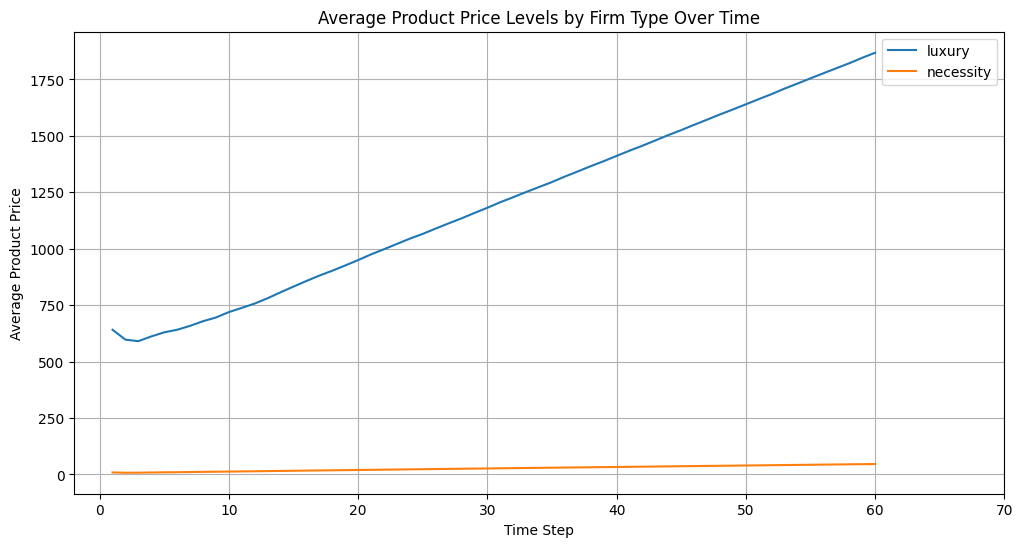 Average Product Price Levels by Firm Type Over Time
luxury
necessity
Average Product Price
1750
1500
1250
1000
750
500
250
0
0 10 20 30 40 50 60 70
Time Step